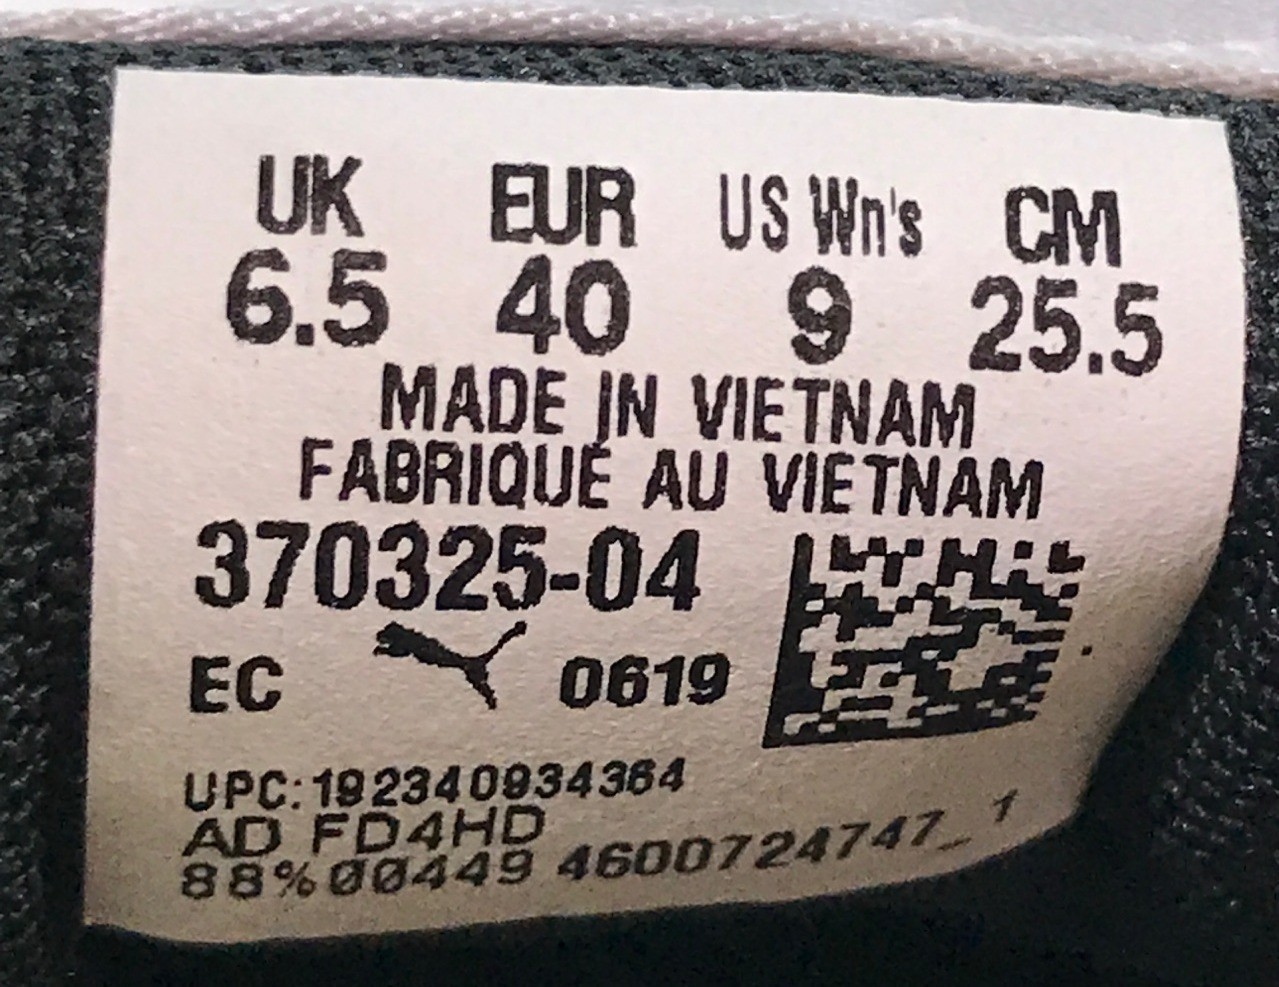 UK EUR US Wn's CM
6.5 40 9 25.5
MADE IN VIETNAM
FABRIQUÉ AU VIETNAM
370325-04
EC 0619
UPC:192340934364
AD FD4HD
88%00449 4600724747_1